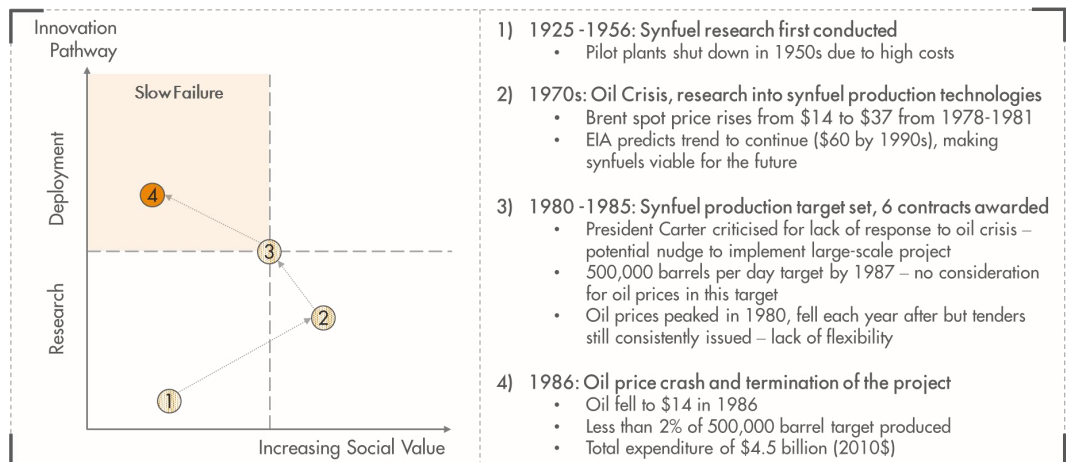 Innovation
Pathway
Slow Failure
Deployment
Research
4
3
2
1
Increasing Social Value
1) 1925 -1956: Synfuel research first conducted
• Pilot plants shut down in 1950s due to high costs
2) 1970s: Oil Crisis, research into synfuel production technologies
• Brent spot price rises from $14 to $37 from 1978-1981
• EIA predicts trend to continue ($60 by 1990s), making
synfuels viable for the future
3) 1980 -1985: Synfuel production target set, 6 contracts awarded
• President Carter criticised for lack of response to oil crisis –
potential nudge to implement large-scale project
• 500,000 barrels per day target by 1987 – no consideration
for oil prices in this target
• Oil prices peaked in 1980, fell each year after but tenders
still consistently issued – lack of flexibility
4) 1986: Oil price crash and termination of the project
• Oil fell to $14 in 1986
• Less than 2% of 500,000 barrel target produced
• Total expenditure of $4.5 billion (2010$)